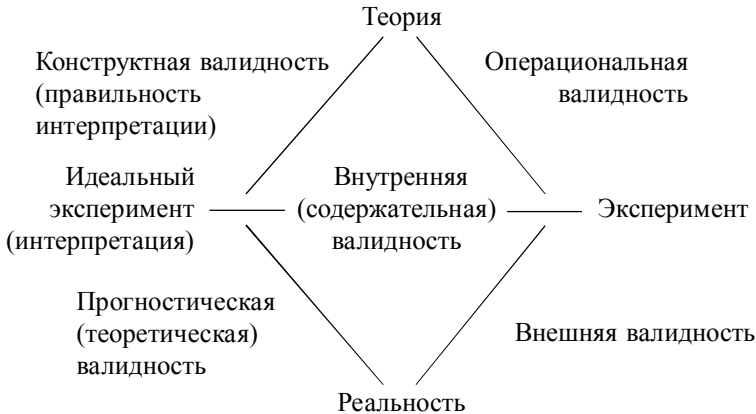 Теория
Конструктная валидность
(правильность
интерпретации)
Операциональная
валидность
Идеальный
эксперимент
(интерпретация)
Внутренняя
(содержательная)
валидность
Эксперимент
Прогностическая
(теоретическая)
валидность
Внешняя валидность
Реальность